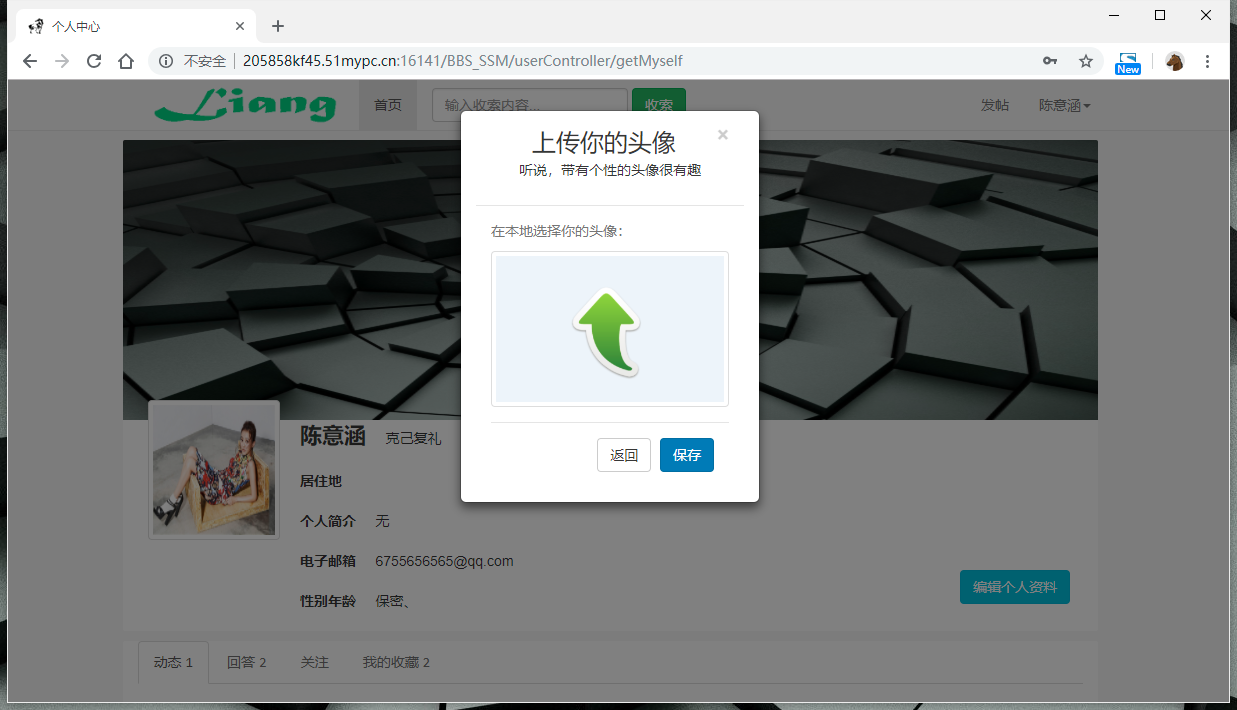 个人中心
不安全 205858kf45.51mypc.cn:16141/BBS_SSM/userController/getMyself
New
Liang 首页 输入收索内容... 收索 发帖 陈意涵
上传你的头像 ×
听说，带有个性的头像很有趣
在本地选择你的头像：
返回 保存
陈意涵 克己复礼
居住地
个人简介 无
电子邮箱 6755656565@qq.com
编辑个人资料
性别年龄 保密、
动态 1 回答 2 关注 我的收藏 2